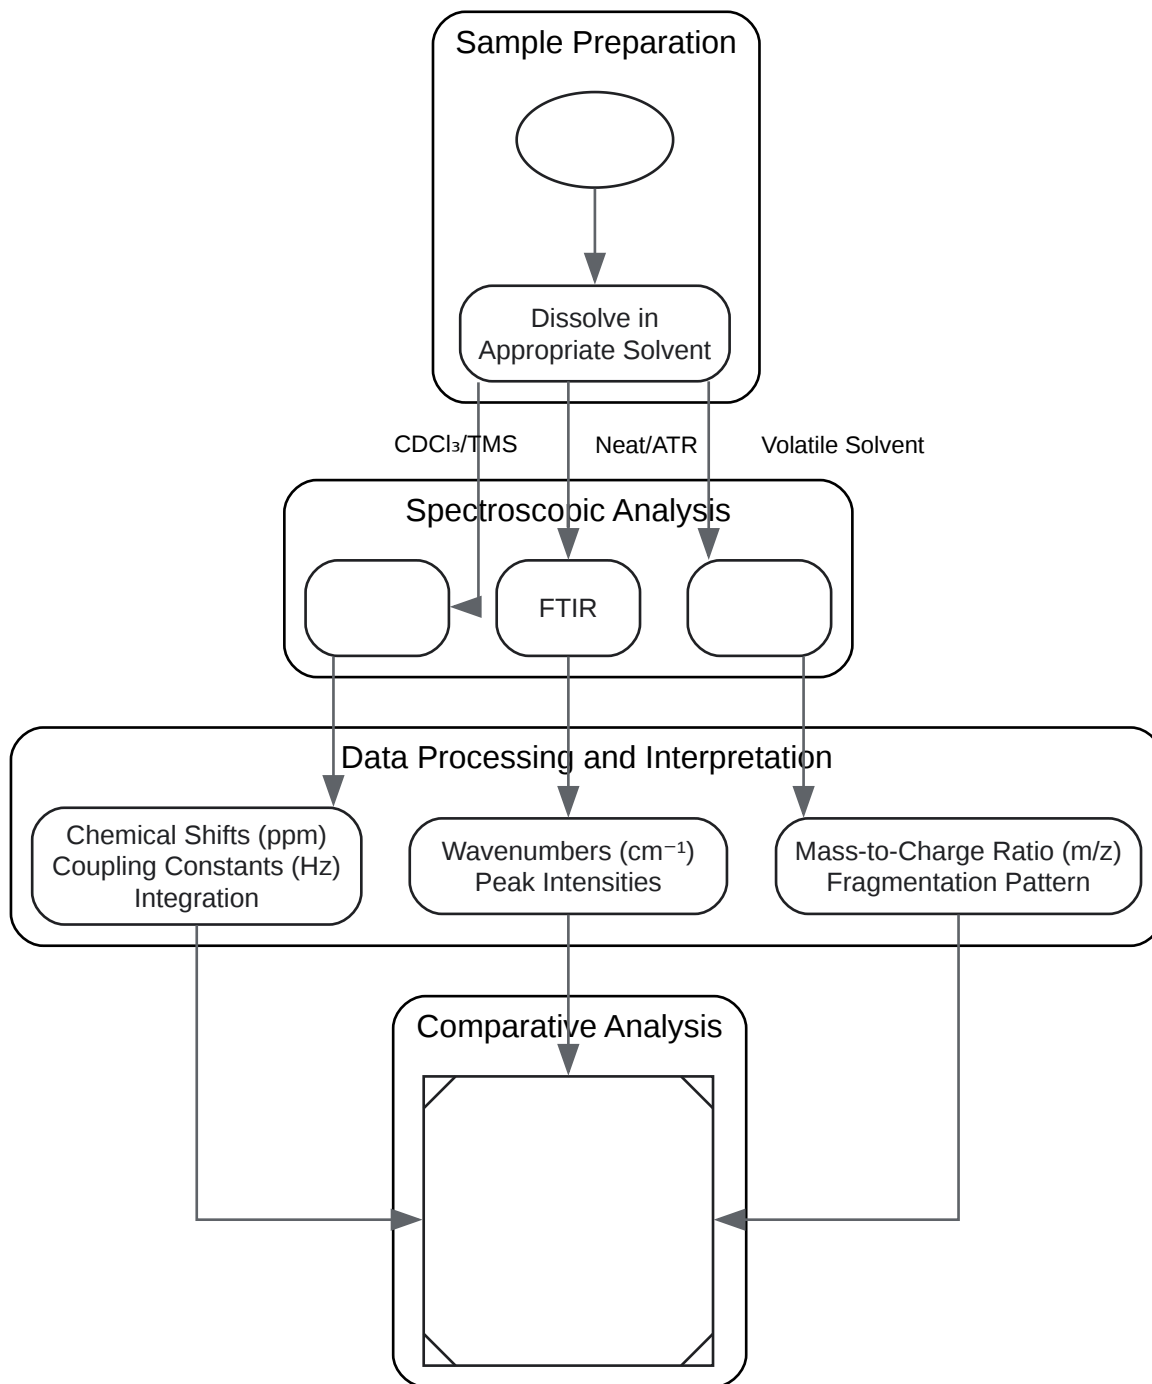 Sample Preparation
Dissolve in
Appropriate Solvent
CDCl₃/TMS
Neat/ATR
Volatile Solvent
Spectroscopic Analysis
FTIR
Data Processing and Interpretation
Chemical Shifts (ppm)
Coupling Constants (Hz)
Integration
Wavenumbers (cm⁻¹)
Peak Intensities
Mass-to-Charge Ratio (m/z)
Fragmentation Pattern
Comparative Analysis